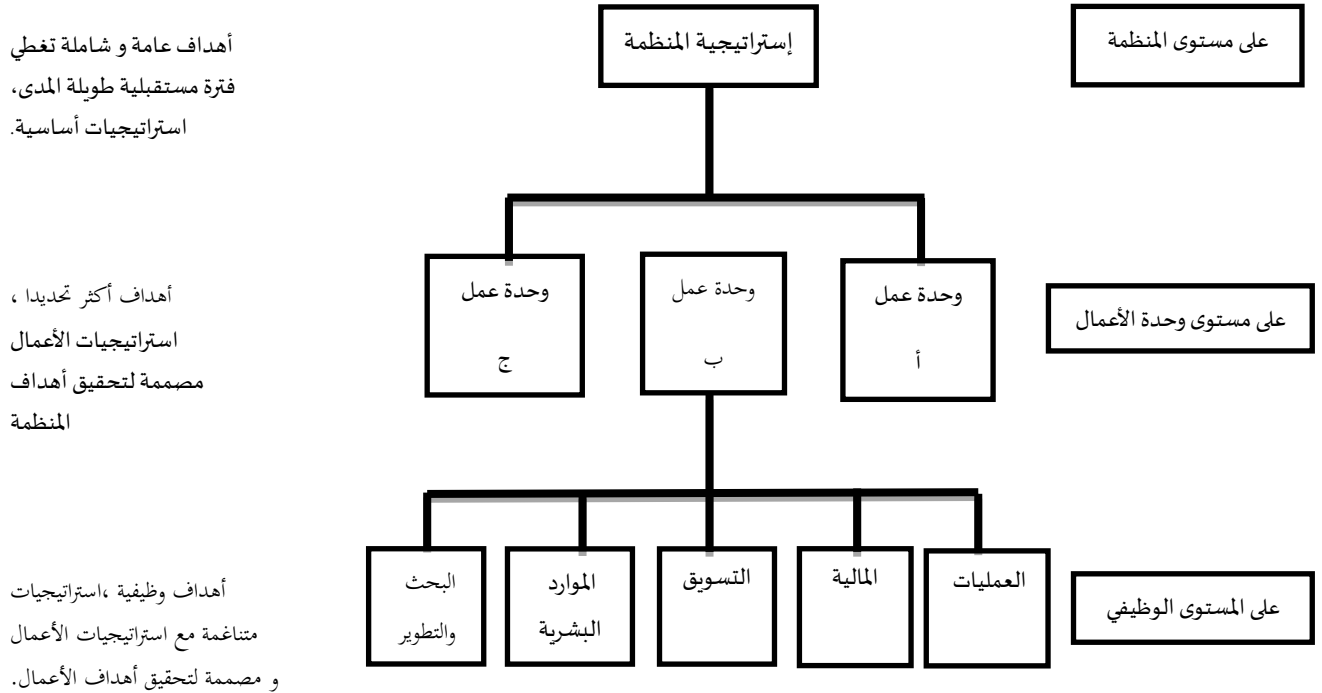 على مستوى المنظمة
إستراتيجية المنظمة
أهداف عامة و شاملة تغطي
فترة مستقبلية طويلة المدى،
استراتيجيات أساسية.
على مستوى وحدة الأعمال
وحدة عمل
أ
وحدة عمل
ب
وحدة عمل
ج
أهداف أكثر تحديدا ،
استراتيجيات الأعمال
مصممة لتحقيق أهداف
المنظمة
على المستوى الوظيفي
العمليات
المالية
التسويق
الموارد
البشرية
البحث
والتطوير
أهداف وظيفية ،استراتيجيات
متناغمة مع استراتيجيات الأعمال
و مصممة لتحقيق أهداف الأعمال.